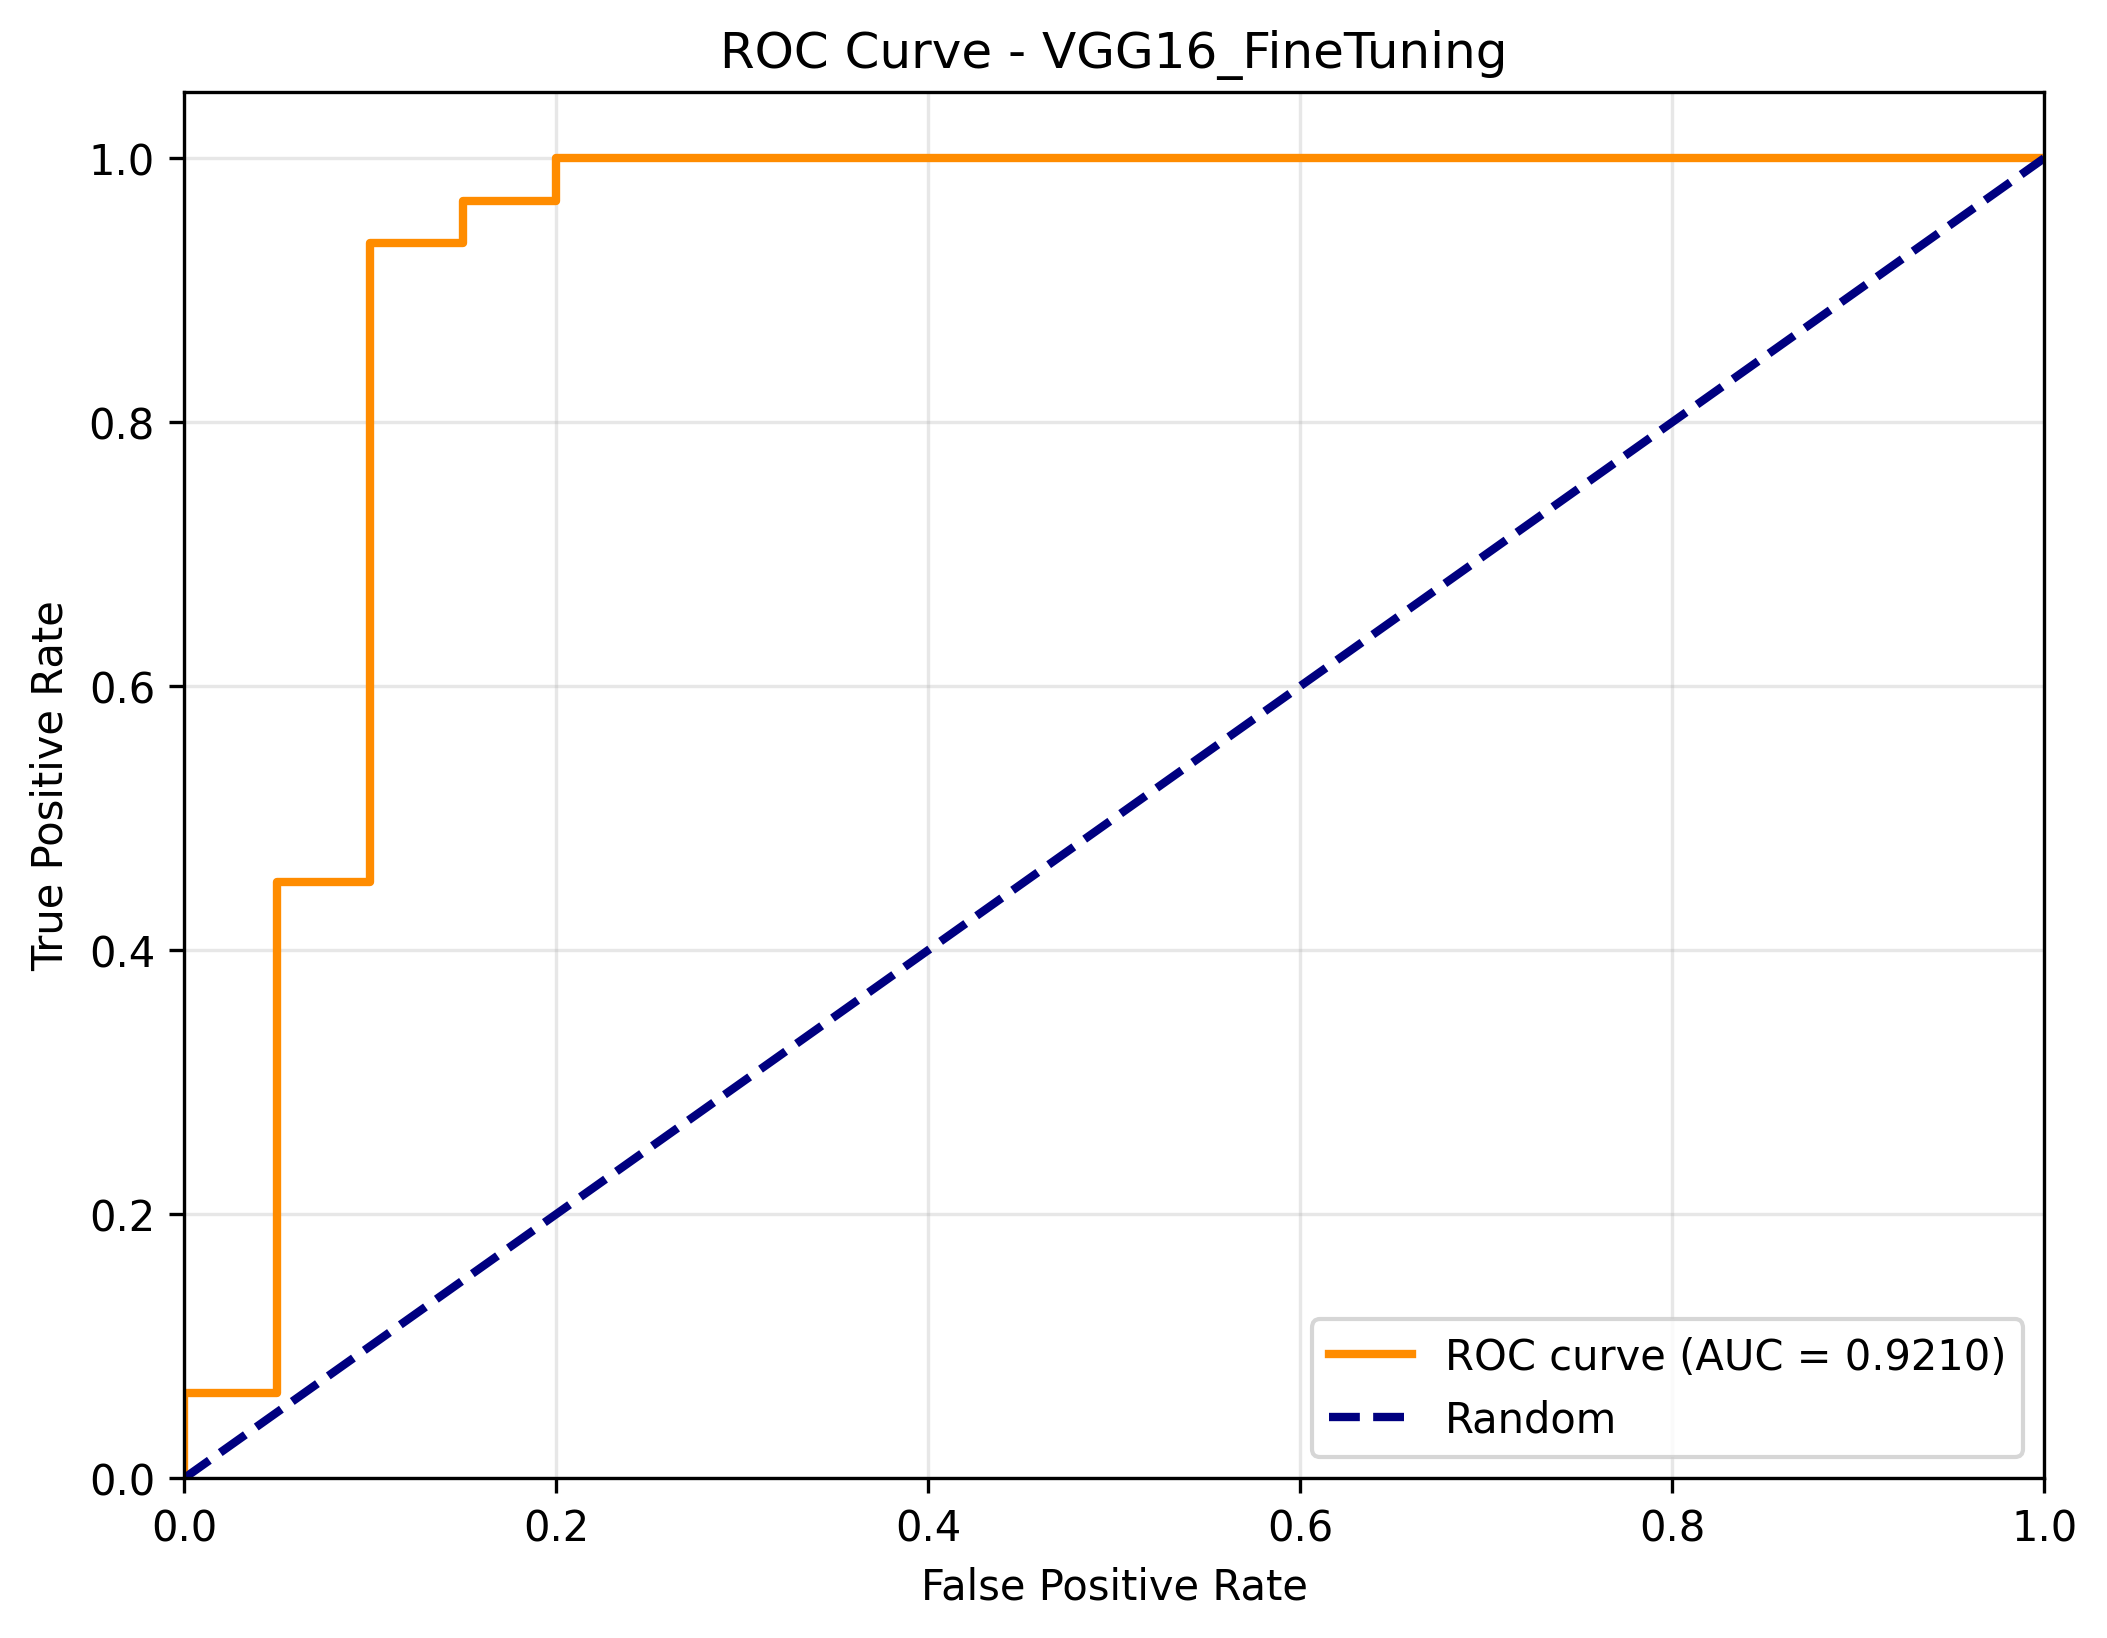 ROC Curve - VGG16_FineTuning
True Positive Rate
1.0
0.8
0.6
0.4
0.2
0.0
0.0 0.2 0.4 0.6 0.8 1.0
False Positive Rate
ROC curve (AUC = 0.9210)
Random